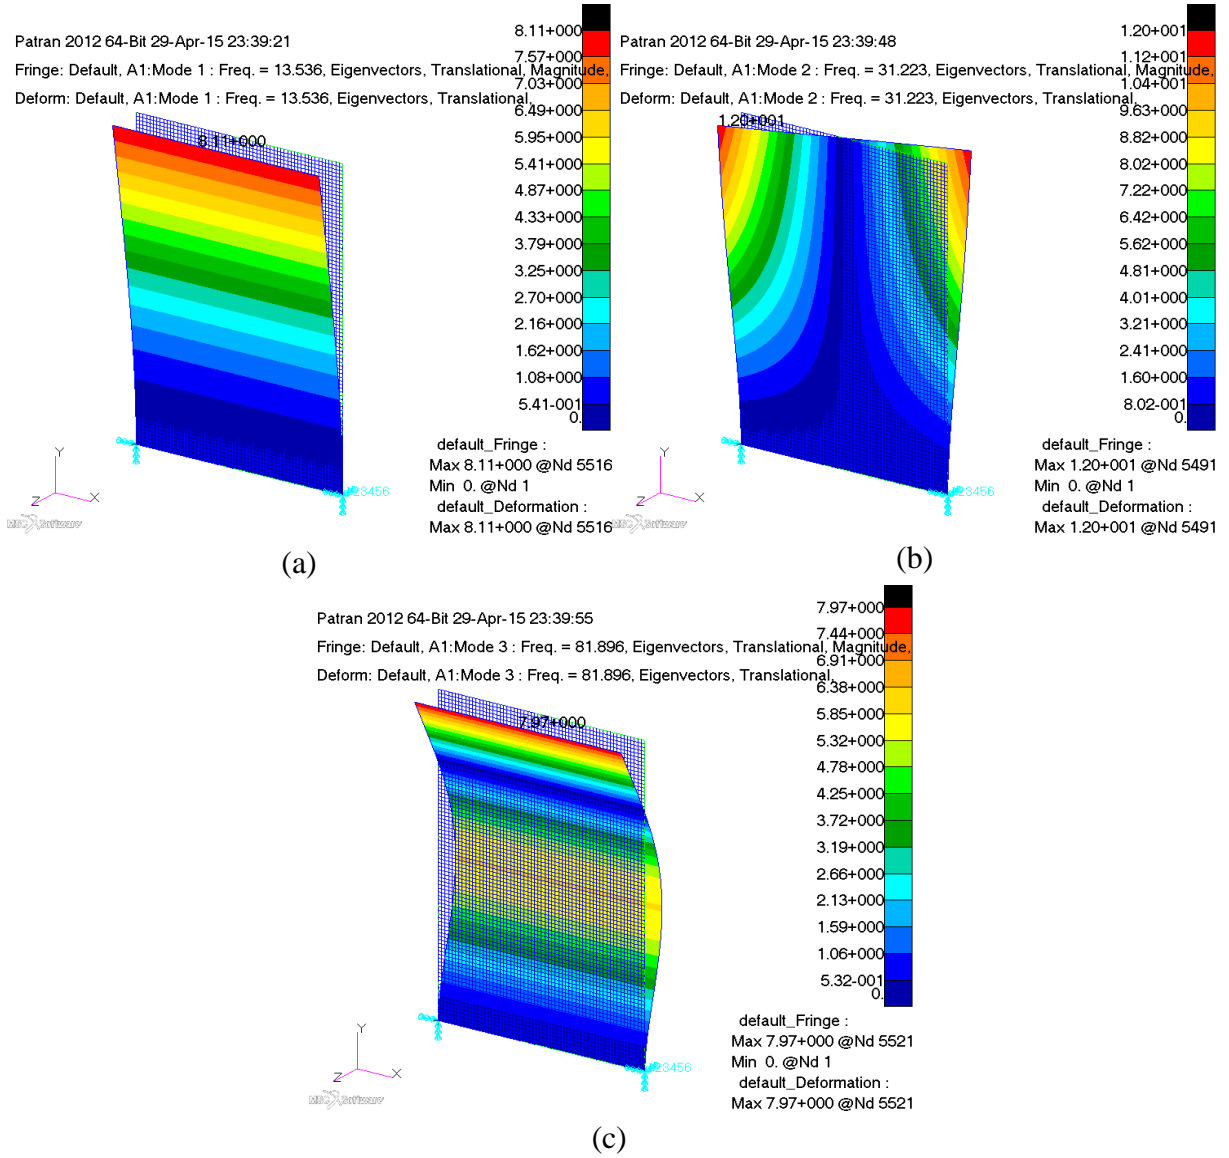 Patran 2012 64-Bit 29-Apr-15 23:39:21
Fringe: Default, A1:Mode 1 : Freq. = 13.536, Eigenvectors, Translational, Magnitude,
Deform: Default, A1:Mode 1 : Freq. = 13.536, Eigenvectors, Translational,
8.11+000
8.11+000
7.57+000
7.03+000
6.49+000
5.95+000
5.41+000
4.87+000
4.33+000
3.79+000
3.25+000
2.70+000
2.16+000
1.62+000
1.08+000
5.41-001
0.
23456
Y
X
Z
MSC Software
default_Fringe :
Max 8.11+000 @Nd 5516
Min 0. @Nd 1
default_Deformation :
Max 8.11+000 @Nd 5516
(a)
Patran 2012 64-Bit 29-Apr-15 23:39:48
Fringe: Default, A1:Mode 2 : Freq. = 31.223, Eigenvectors, Translational, Magnitude,
Deform: Default, A1:Mode 2 : Freq. = 31.223, Eigenvectors, Translational,
1.20+001
1.20+001
1.12+001
1.04+001
9.63+000
8.82+000
8.02+000
7.22+000
6.42+000
5.62+000
4.81+000
4.01+000
3.21+000
2.41+000
1.60+000
8.02-001
0.
23456
Y
X
Z
MSC Software
default_Fringe :
Max 1.20+001 @Nd 5491
Min 0. @Nd 1
default_Deformation :
Max 1.20+001 @Nd 5491
(b)
Patran 2012 64-Bit 29-Apr-15 23:39:55
Fringe: Default, A1:Mode 3 : Freq. = 81.896, Eigenvectors, Translational, Magnitude,
Deform: Default, A1:Mode 3 : Freq. = 81.896, Eigenvectors, Translational,
7.97+000
7.97+000
7.44+000
6.91+000
6.38+000
5.85+000
5.32+000
4.78+000
4.25+000
3.72+000
3.19+000
2.66+000
2.13+000
1.59+000
1.06+000
5.32-001
0.
23456
Y
X
Z
MSC Software
default_Fringe :
Max 7.97+000 @Nd 5521
Min 0. @Nd 1
default_Deformation :
Max 7.97+000 @Nd 5521
(c)